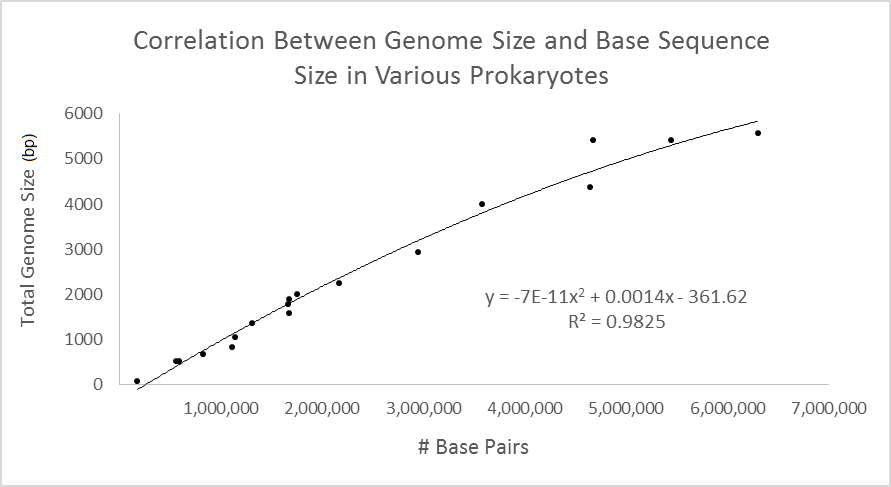 Correlation Between Genome Size and Base Sequence
Size in Various Prokaryotes
Total Genome Size (bp)
6000
5000
4000
3000
2000
1000
0
y = -7E-11x² + 0.0014x - 361.62
R² = 0.9825
1,000,000 2,000,000 3,000,000 4,000,000 5,000,000 6,000,000 7,000,000
# Base Pairs